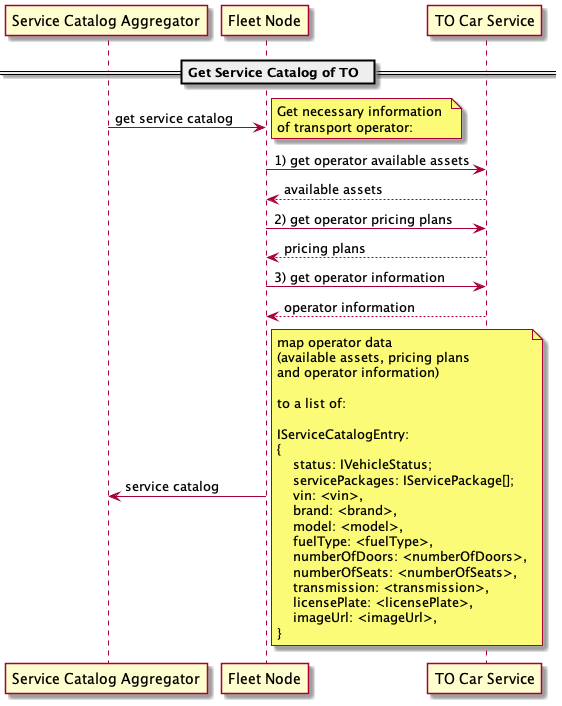 Service Catalog Aggregator
Fleet Node
TO Car Service
Get Service Catalog of TO
get service catalog
Get necessary information
of transport operator:
1) get operator available assets
available assets
2) get operator pricing plans
pricing plans
3) get operator information
operator information
map operator data
(available assets, pricing plans
and operator information)
to a list of:
IServiceCatalogEntry:
{
status: IVehicleStatus;
servicePackages: IServicePackage[];
vin: <vin>,
brand: <brand>,
model: <model>,
fuelType: <fuelType>,
numberOfDoors: <numberOfDoors>,
numberOfSeats: <numberOfSeats>,
transmission: <transmission>,
licensePlate: <licensePlate>,
imageUrl: <imageUrl>,
}
service catalog
Service Catalog Aggregator
Fleet Node
TO Car Service